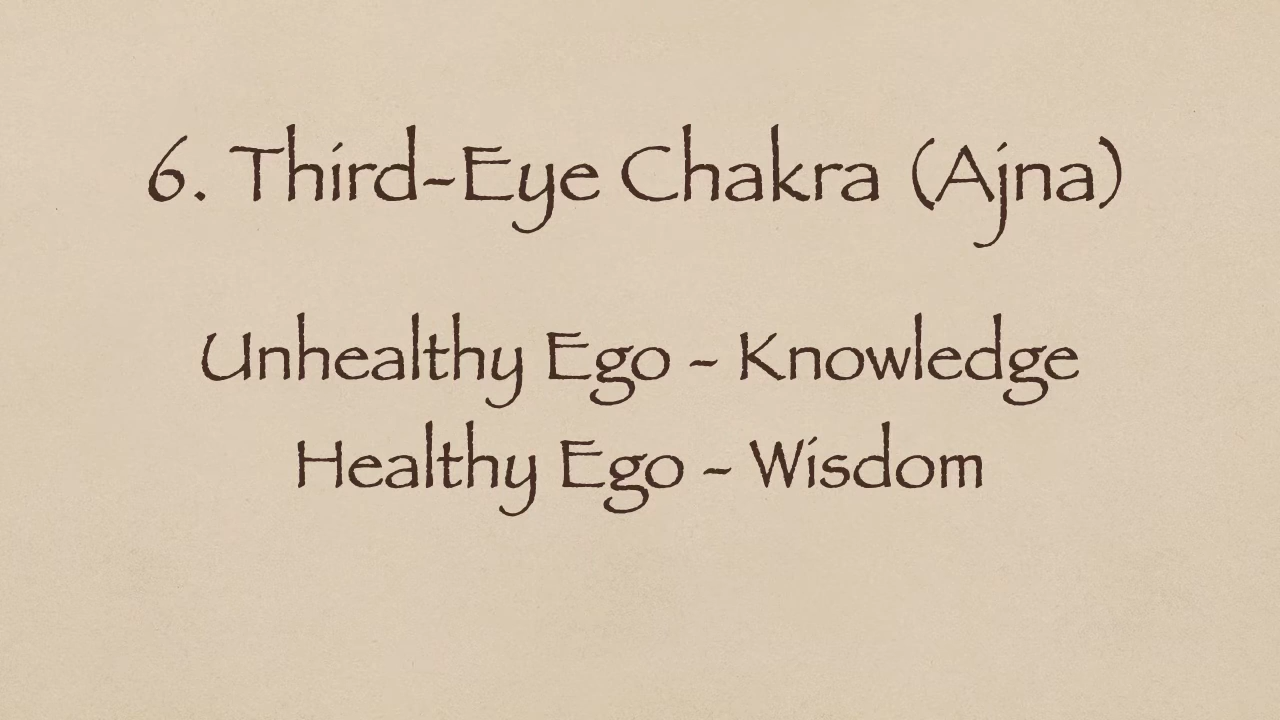 6. Third-Eye Chakra (Ajna)
Unhealthy Ego - Knowledge
Healthy Ego - Wisdom